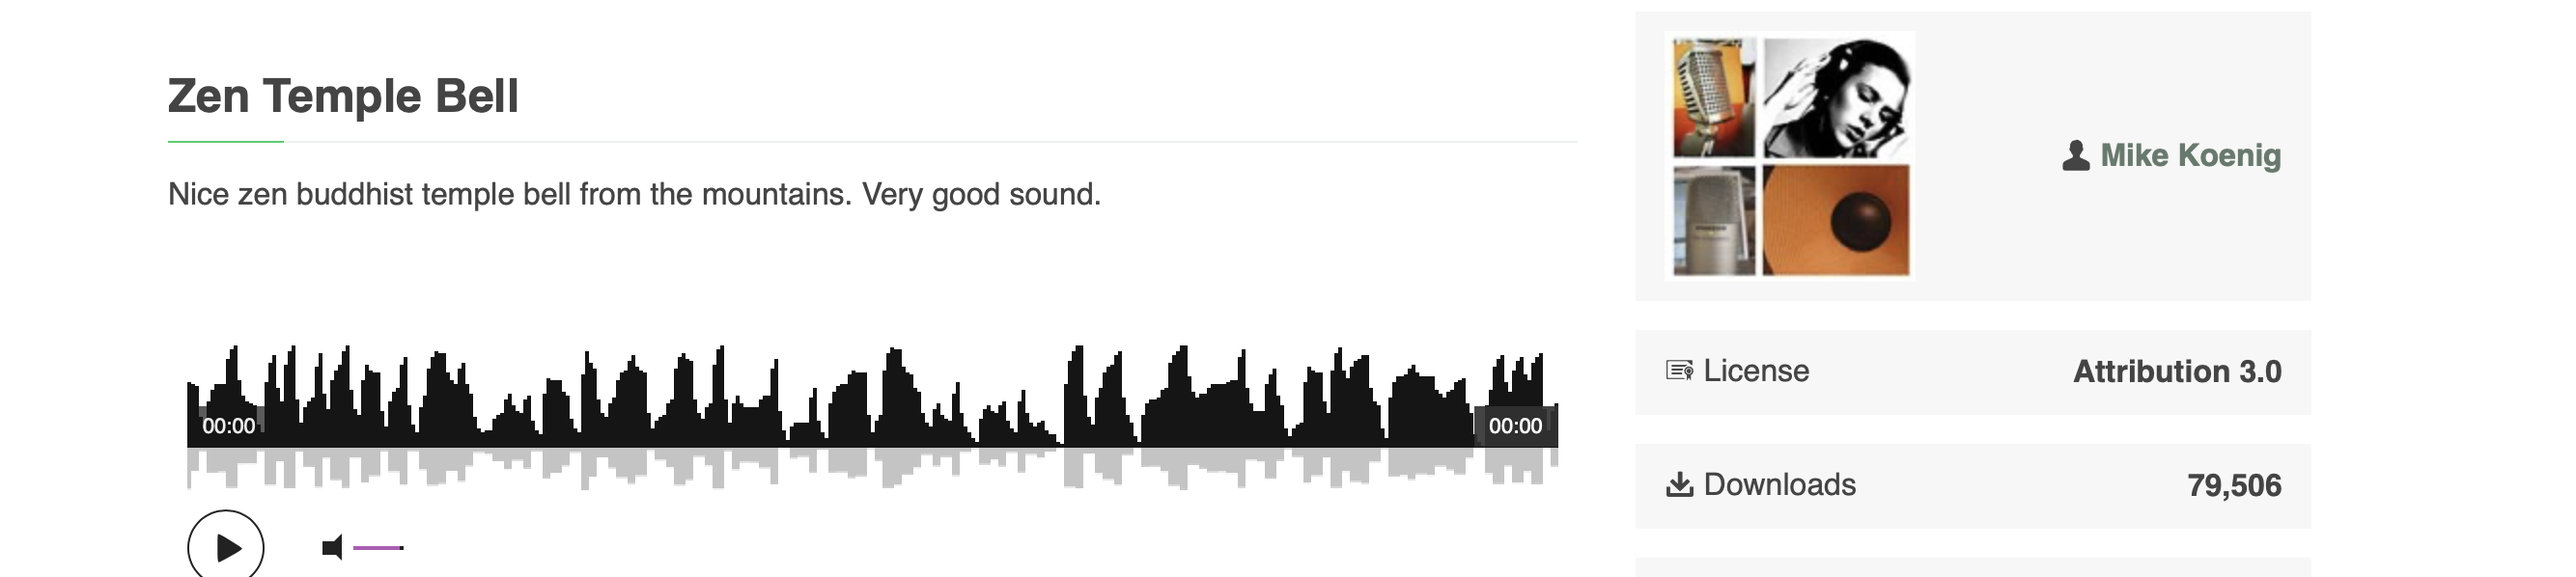 Zen Temple Bell
Nice zen buddhist temple bell from the mountains. Very good sound.
00:00
00:00
Mike Koenig
License
Attribution 3.0
Downloads
79,506